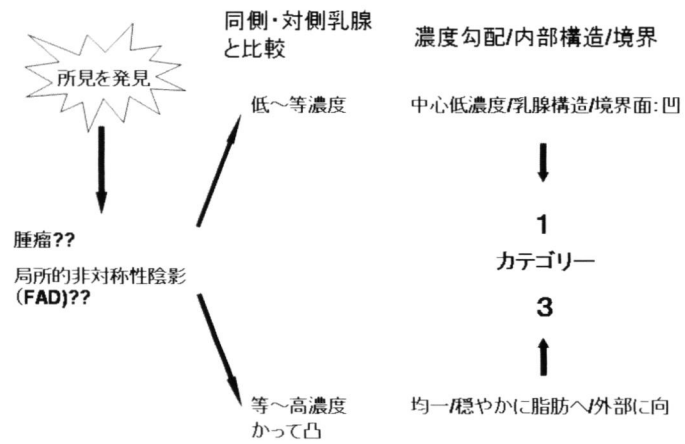 同側・対側乳腺
と比較
濃度勾配/内部構造/境界
所見を発見
低～等濃度
中心低濃度/乳腺構造/境界面：凹
腫瘤??
局所的非対称性陰影
（FAD）??
1
カテゴリー
3
等～高濃度
かって凸
均一/穏やかに脂肪へ/外部に向